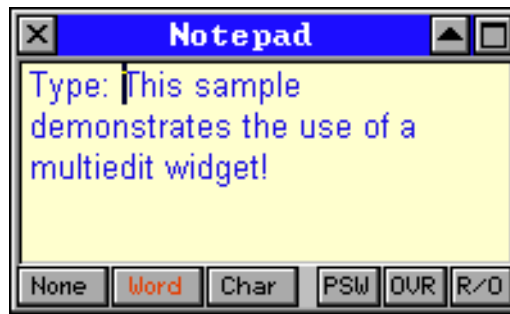 Notepad
Type: This sample
demonstrates the use of a
multiedit widget!
None Word Char PSW OVR R/O